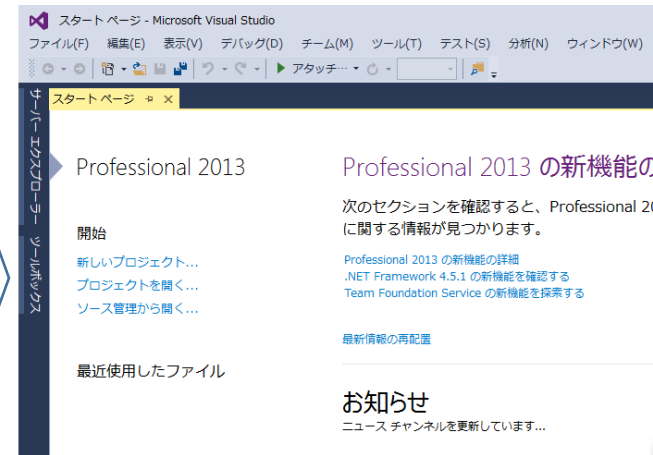 スタート ページ - Microsoft Visual Studio
ファイル(F) 編集(E) 表示(V) デバッグ(D) チーム(M) ツール(T) テスト(S) 分析(N) ウィンドウ(W)
アタッチ…
サーバー エクスプローラー
ツールボックス
スタート ページ
Professional 2013
開始
新しいプロジェクト...
プロジェクトを開く...
ソース管理から開く...
最近使用したファイル
Professional 2013 の新機能の
次のセクションを確認すると、Professional 20
に関する情報が見つかります。
Professional 2013 の新機能の詳細
.NET Framework 4.5.1 の新機能を確認する
Team Foundation Service の新機能を探索する
最新情報の再配置
お知らせ
ニュース チャンネルを更新しています...